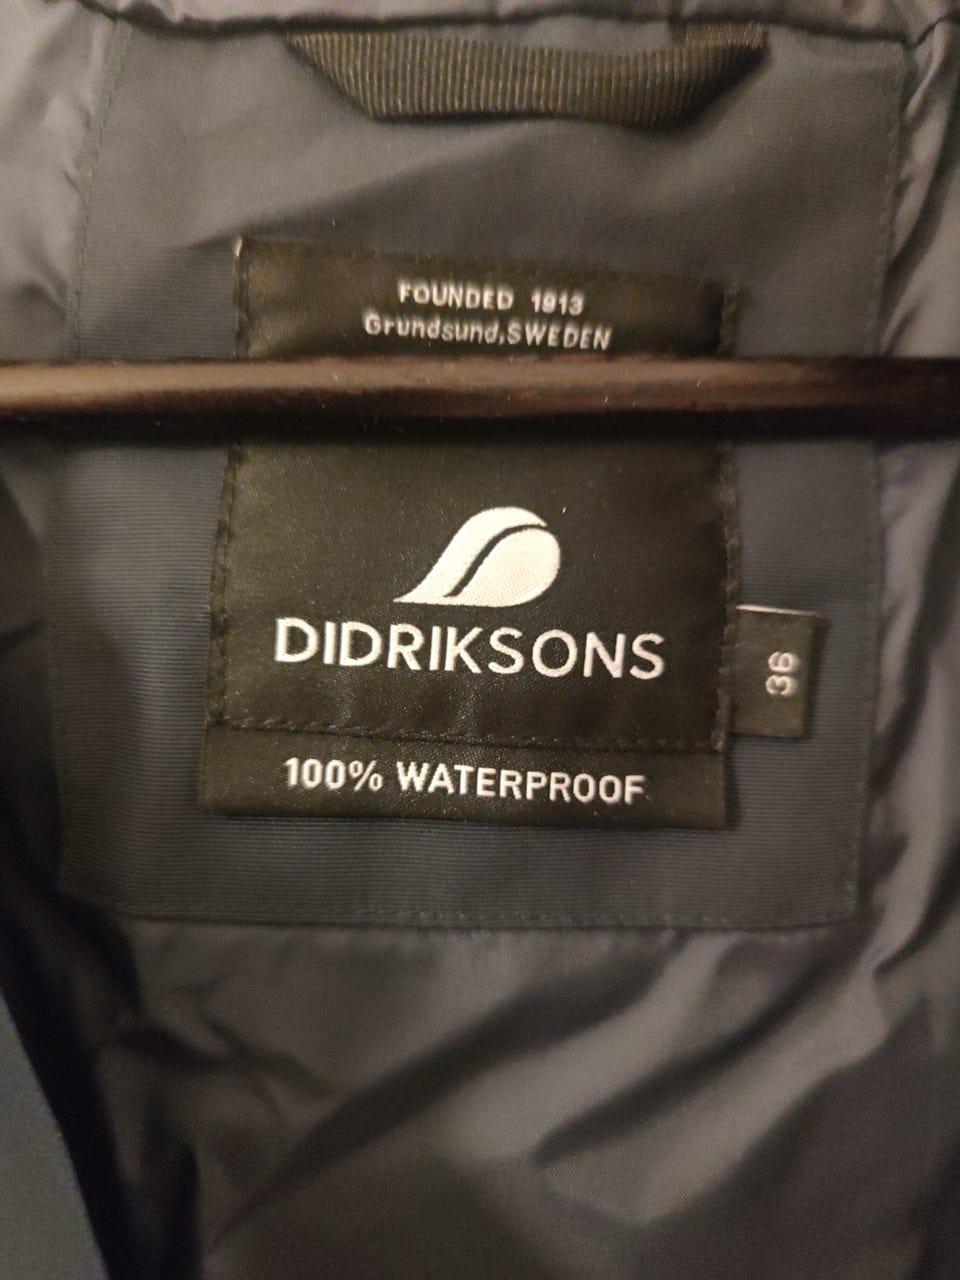 FOUNDED 1913
Grundsund,SWEDEN
DIDRIKSONS
36
100% WATERPROOF